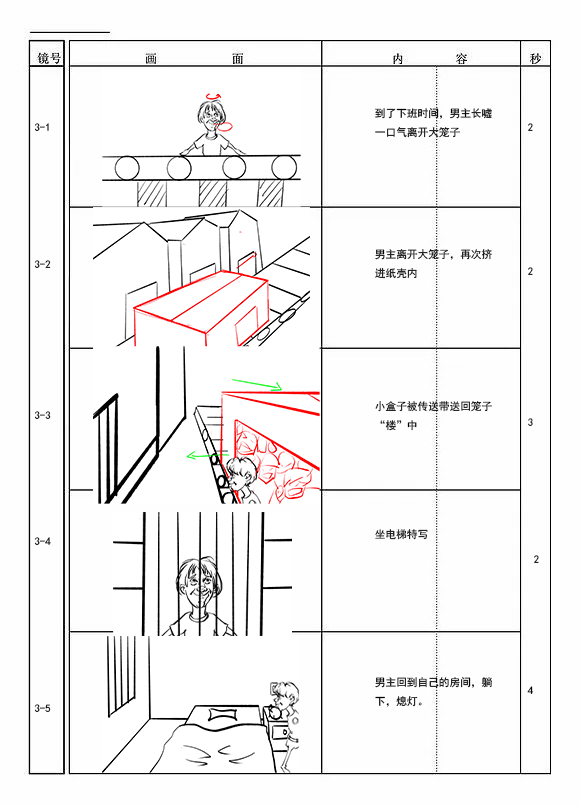 镜号 画 面 内 容 秒
3-1 到了下班时间，男主长嘘 2
一口气离开大笼子
3-2 男主离开大笼子，再次挤 2
进纸壳内
3-3 小盒子被传送带送回笼子 3
“楼”中
3-4 坐电梯特写 2
3-5 男主回到自己的房间，躺 4
下，熄灯。